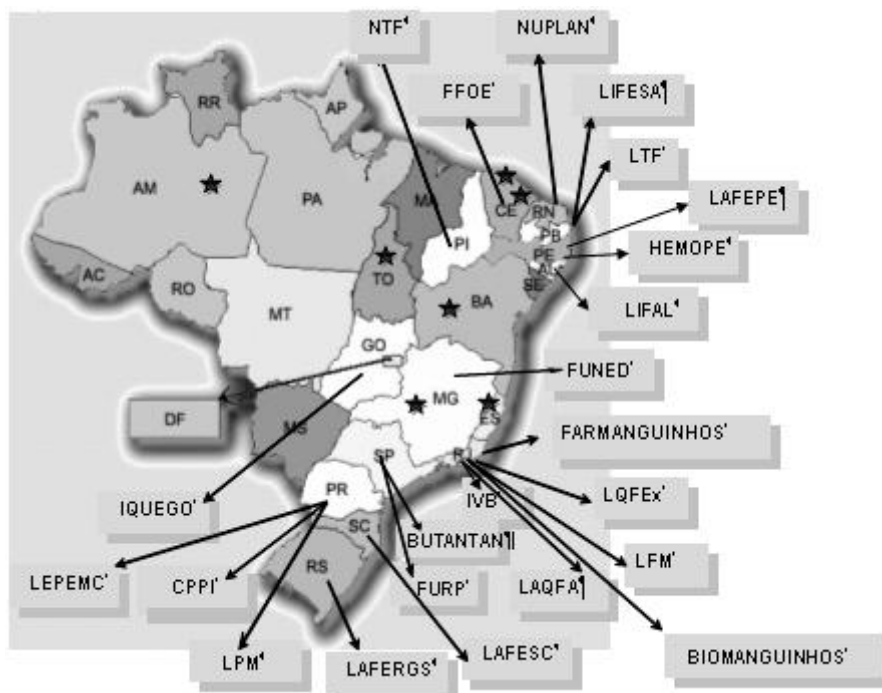 NTF¶ NUPLAN¶
FFOE' LIFESA¶
RR AP
LTF'
AM PA MA CE RN LAFEPE¶
PI PB
PE HEMOPE¶
AC RO TO AL
SE
MT BA LIFAL¶
GO
FUNED'
DF MG
MS ES FARMANGUINHOS'
SP R
PR IVB' LQFEx'
IQUEGO'
SC BUTANTAN¶
LEPEMC' CPPI' RS FURP' LAQFA¶ LFM'
LPM¶ LAFERGS¶ LAFESC¶ BIOMANGUINHOS'